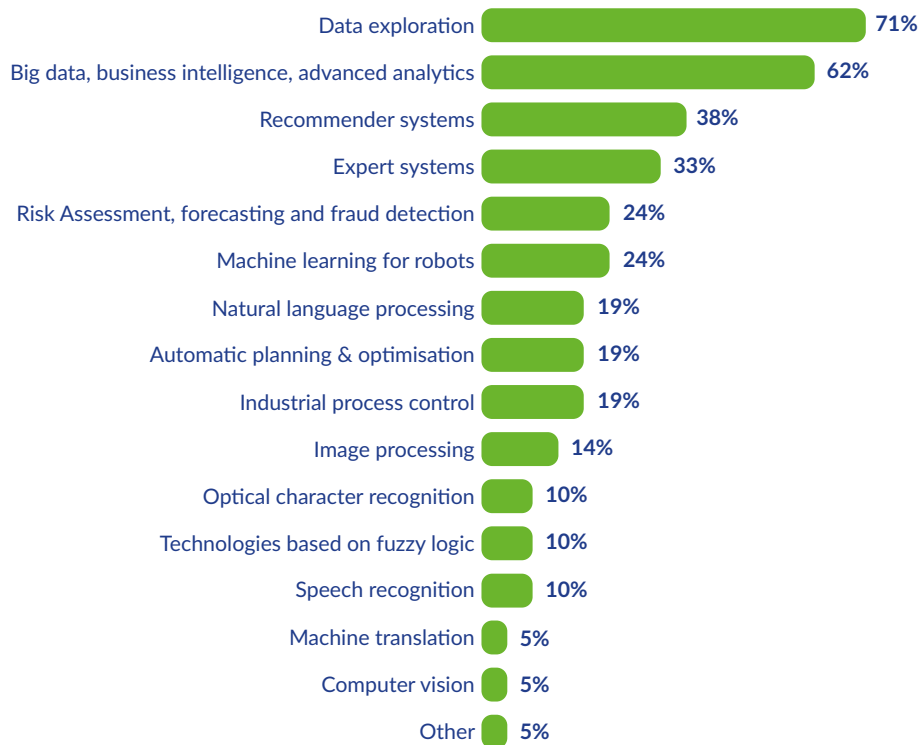 Data exploration 71%
Big data, business intelligence, advanced analytics 62%
Recommender systems 38%
Expert systems 33%
Risk Assessment, forecasting and fraud detection 24%
Machine learning for robots 24%
Natural language processing 19%
Automatic planning & optimisation 19%
Industrial process control 19%
Image processing 14%
Optical character recognition 10%
Technologies based on fuzzy logic 10%
Speech recognition 10%
Machine translation 5%
Computer vision 5%
Other 5%